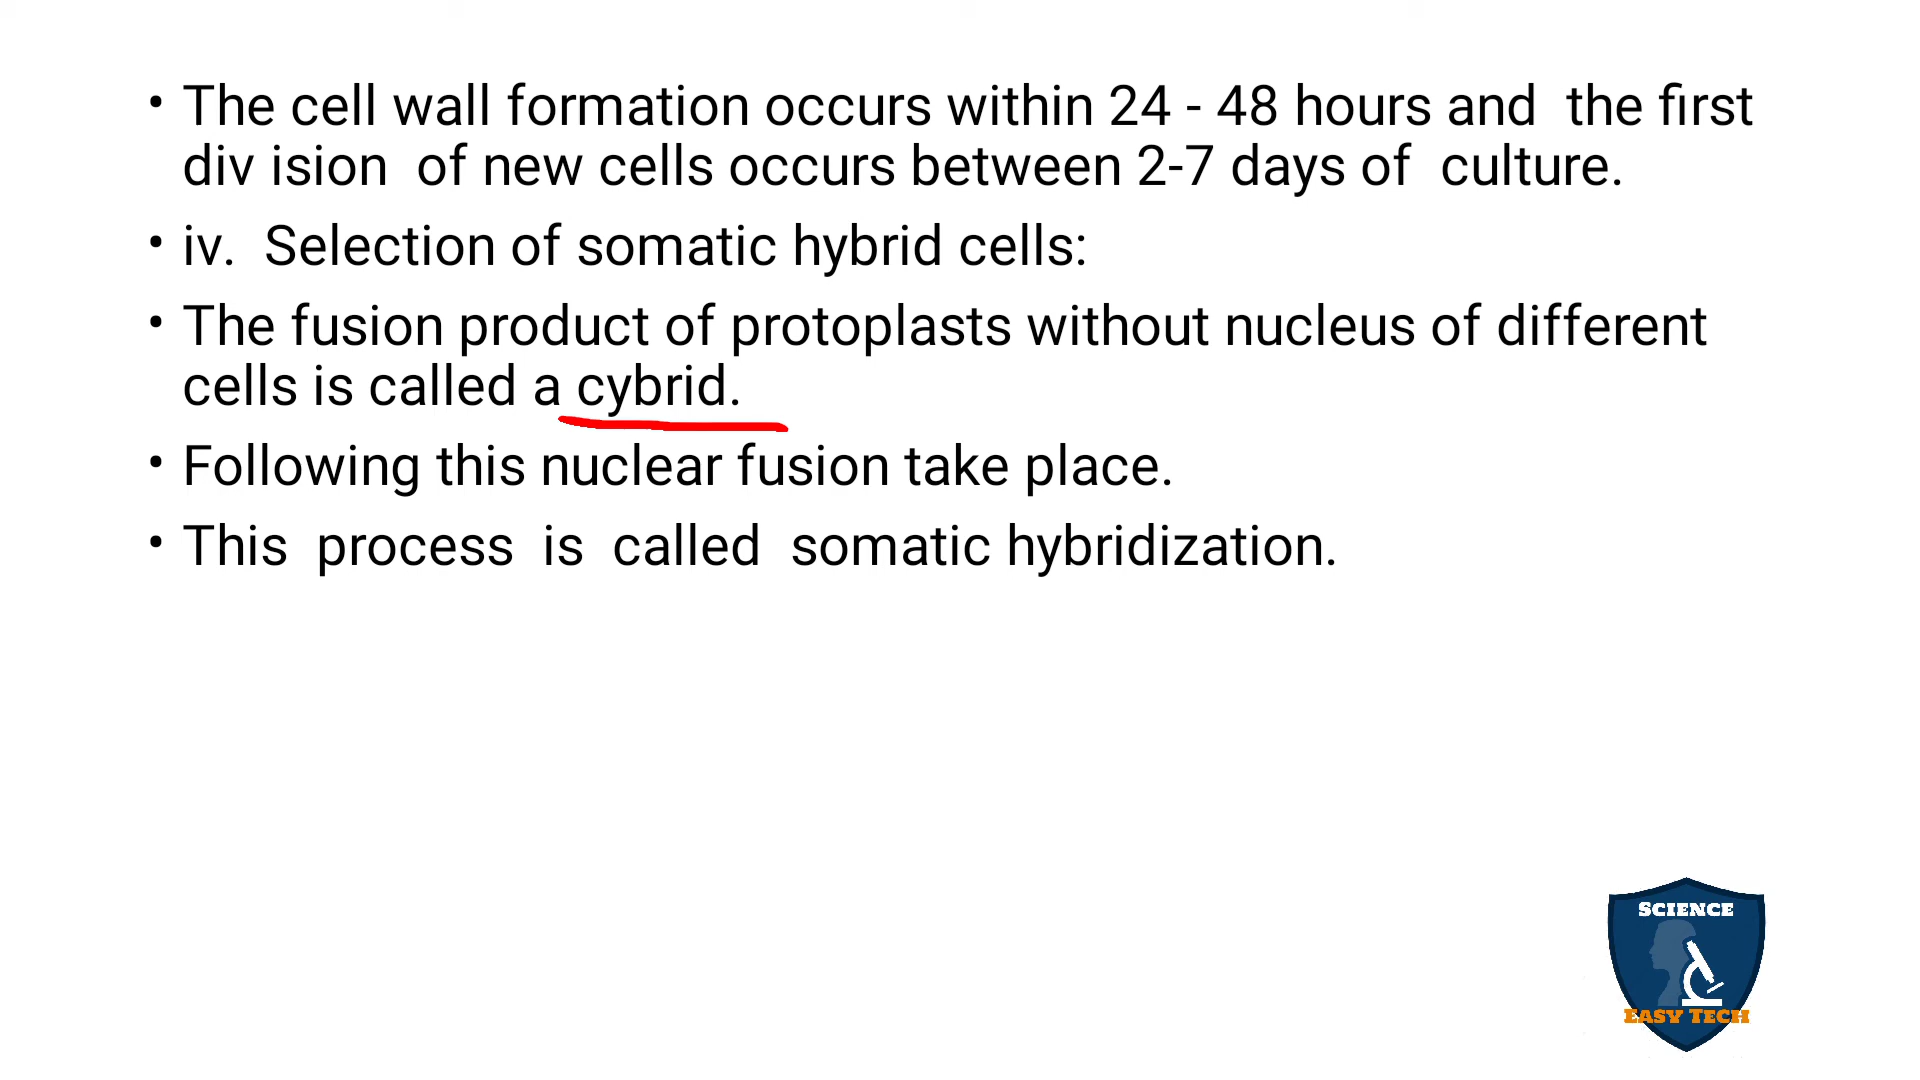 • The cell wall formation occurs within 24 - 48 hours and  the first
div ision  of new cells occurs between 2-7 days of  culture.
• iv.  Selection of somatic hybrid cells:
• The fusion product of protoplasts without nucleus of different
cells is called a cybrid.
• Following this nuclear fusion take place.
• This  process  is  called  somatic hybridization.
SCIENCE
EASY TECH